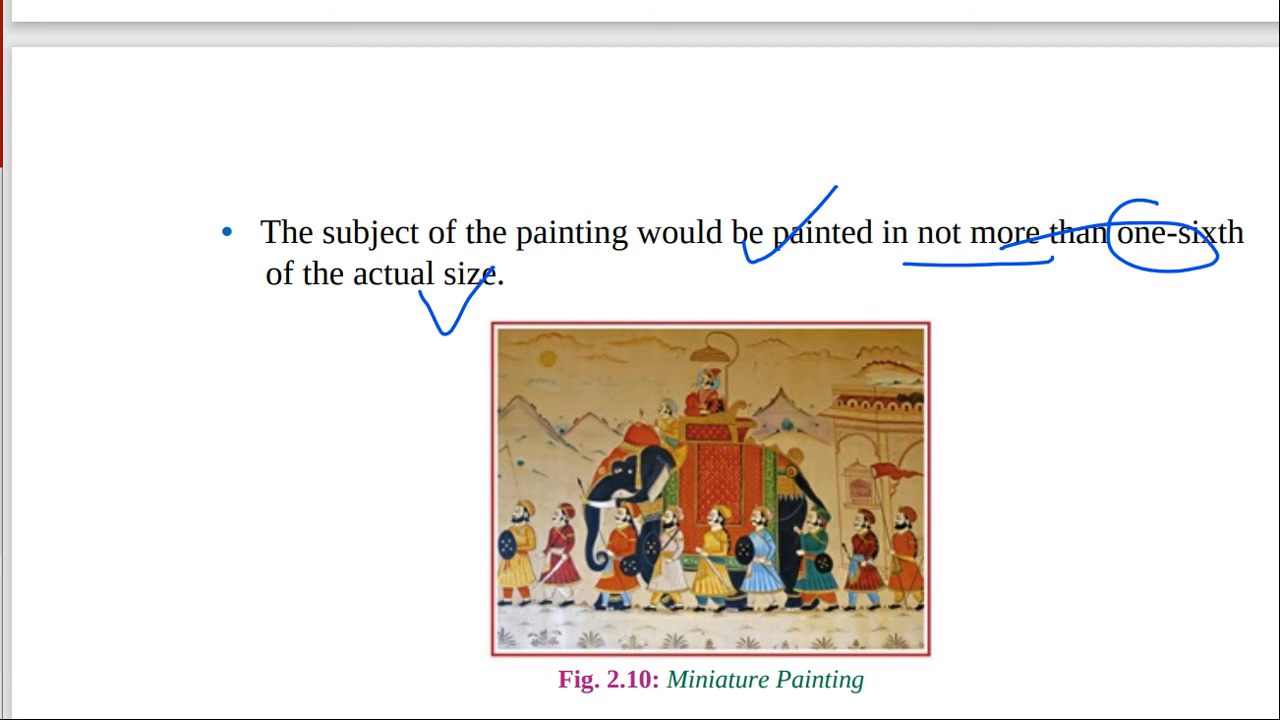 • The subject of the painting would be painted in not more than one-sixth
of the actual size.
Fig. 2.10: Miniature Painting